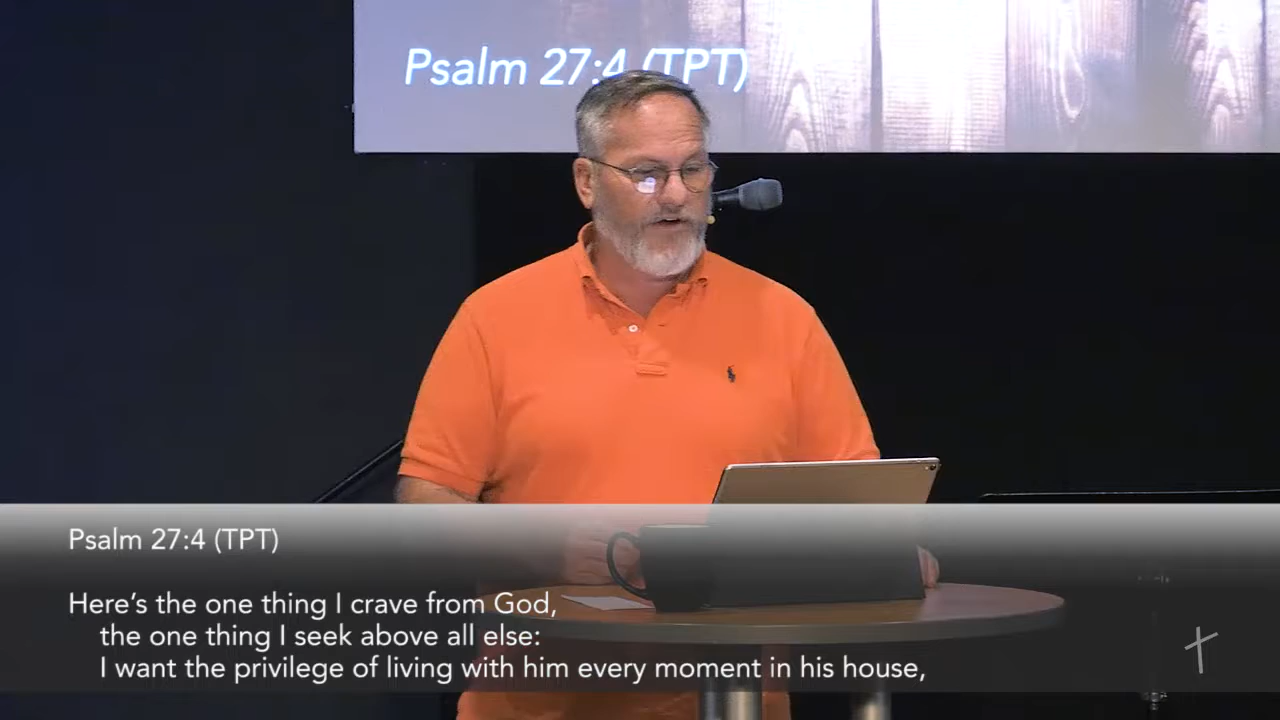 Psalm 27:4 (TPT)
Psalm 27:4 (TPT)
Here's the one thing I crave from God,
the one thing I seek above all else:
I want the privilege of living with him every moment in his house,